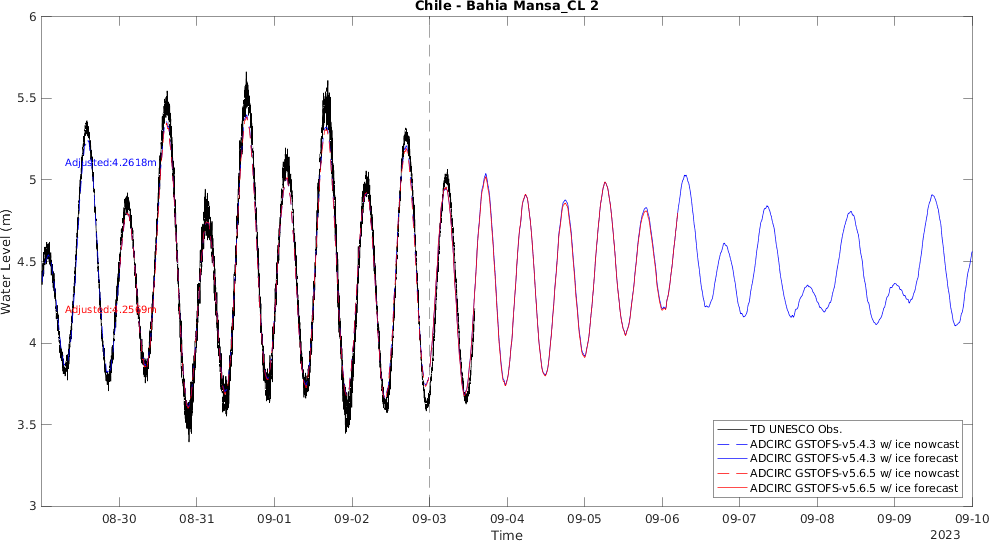 Chile - Bahia Mansa_CL 2
6
5.5
5
4.5
4
3.5
3
Water Level (m)
Adjusted:4.2618m
Adjusted:4.2569m
TD UNESCO Obs.
ADCIRC GSTOFS-v5.4.3 w/ ice nowcast
ADCIRC GSTOFS-v5.4.3 w/ ice forecast
ADCIRC GSTOFS-v5.6.5 w/ ice nowcast
ADCIRC GSTOFS-v5.6.5 w/ ice forecast
08-30 08-31 09-01 09-02 09-03 09-04 09-05 09-06 09-07 09-08 09-09 09-10
Time
2023